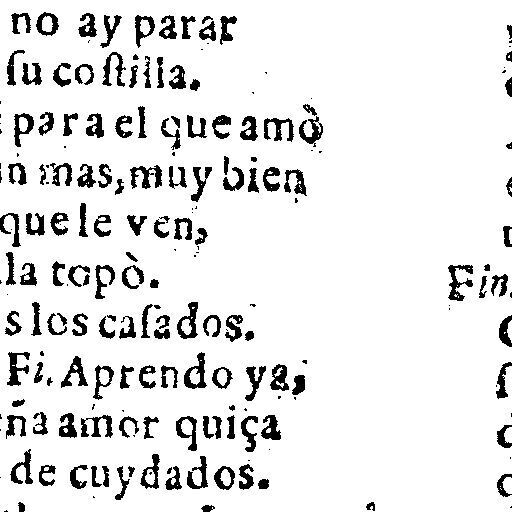 no ay parar
ſu coſtilla.
para el que amò
mas, muy bien
que le ven,
la topò.
s los caſados.
Fi. Aprendo ya,
eña amor quiça
de cuydados.
Fin.